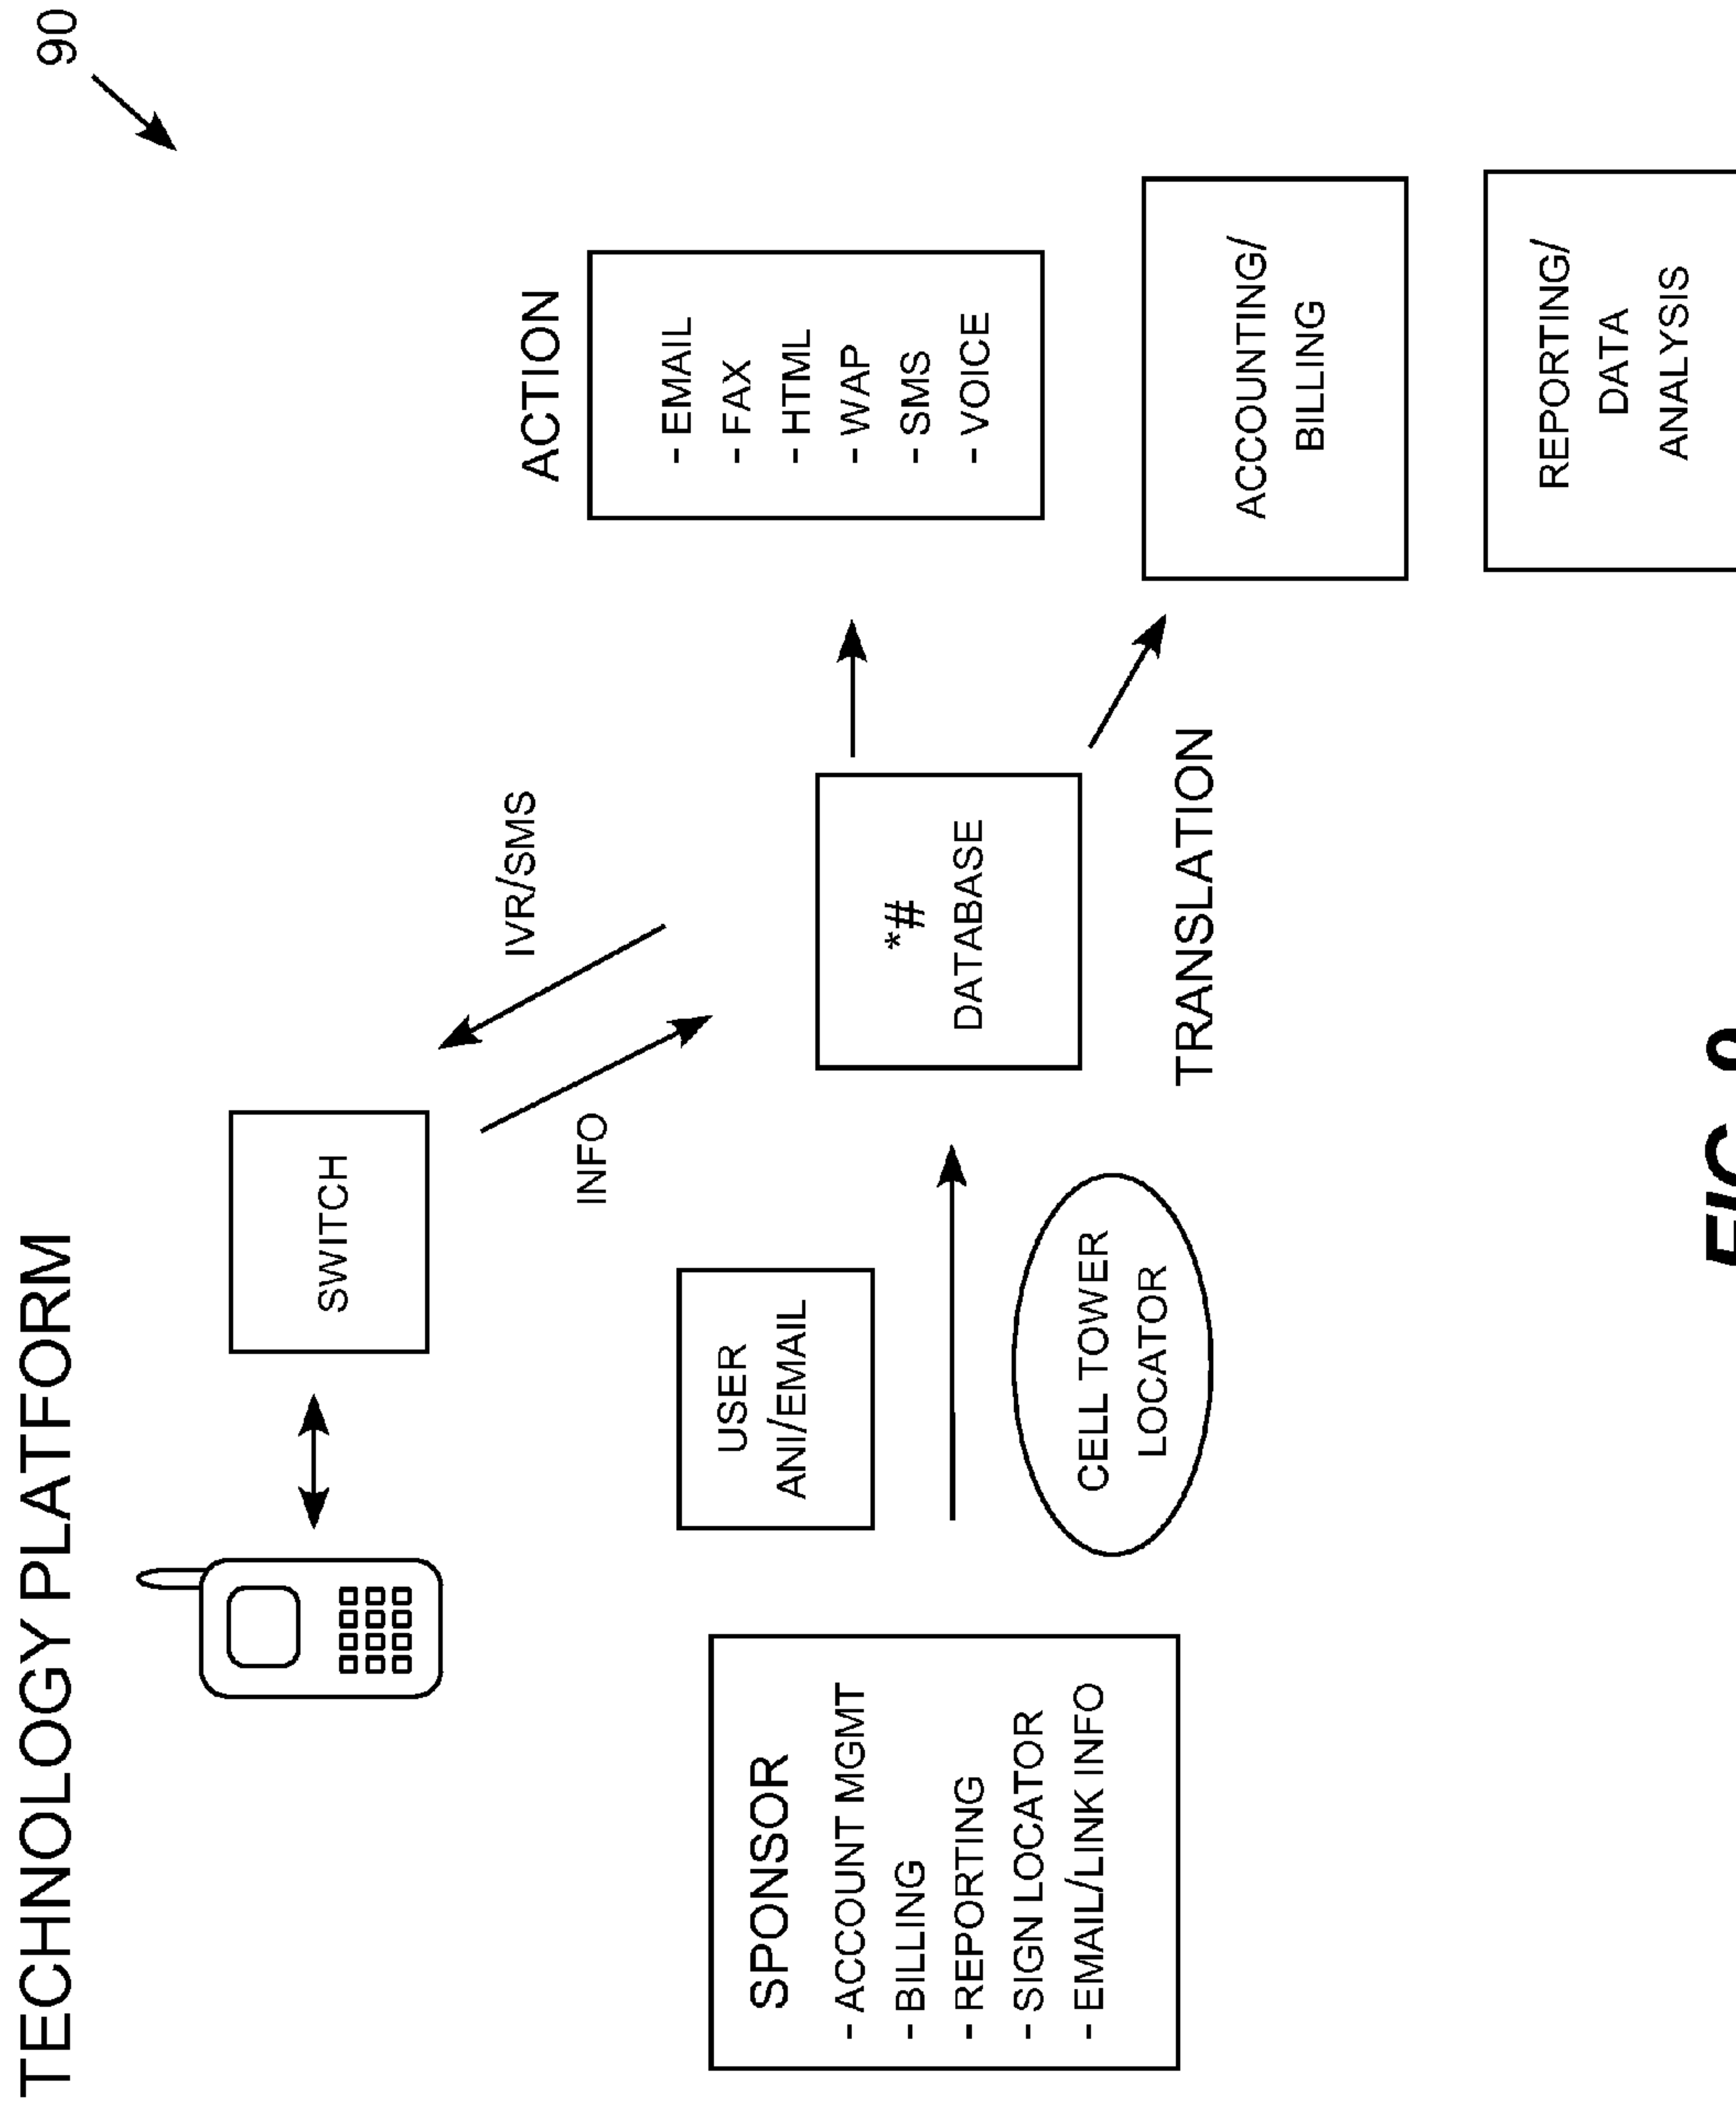 TECHNOLOGY PLATFORM
90
SWITCH
IVR/SMS
INFO
SPONSOR
- ACCOUNT MGMT
- BILLING
- REPORTING
- SIGN LOCATOR
- EMAIL/LINK INFO
USER
ANI/EMAIL
CELL TOWER
LOCATOR
*#
DATABASE
TRANSLATION
ACTION
- EMAIL
- FAX
- HTML
- WAP
- SMS
- VOICE
ACCOUNTING/
BILLING
REPORTING/
DATA
ANALYSIS
FIG.